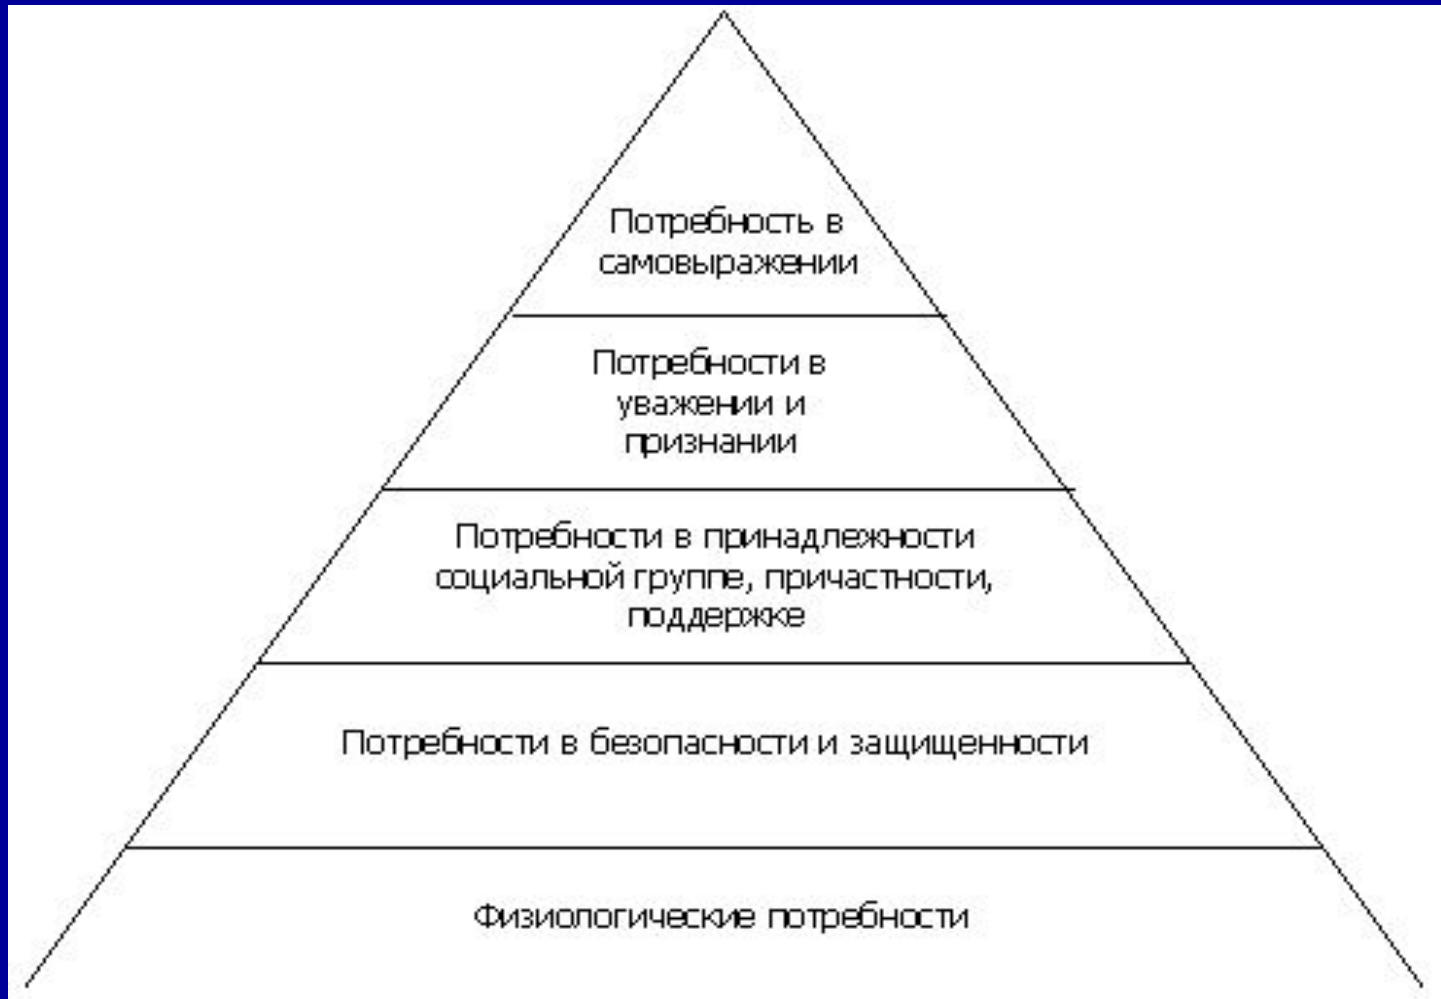 Потребность в
самовыражении
Потребности в
уважении и
признании
Потребности в принадлежности
социальной группе, причастности,
поддержке
Потребности в безопасности и защищенности
Физиологические потребности